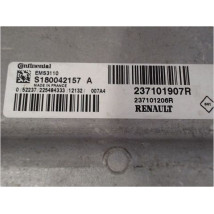 Continental
EMS3110
S180042157 A
MADE IN FRANCE
237101907R
237101206R
RENAULT